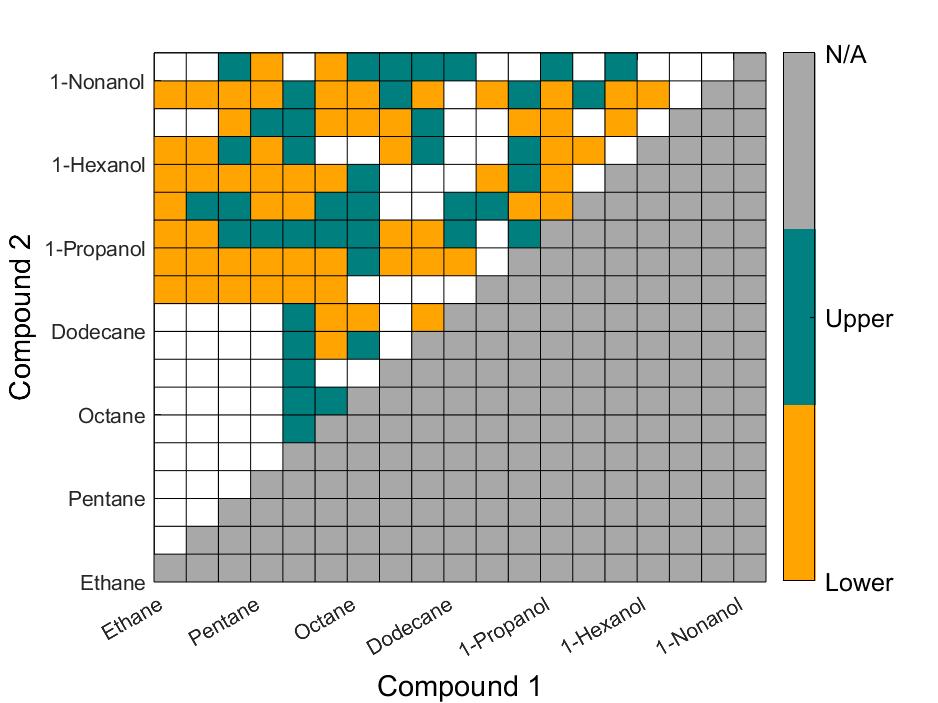 N/A
1-Nonanol
1-Hexanol
1-Propanol
Dodecane
Octane
Pentane
Ethane
Compound 2
Upper
Lower
Ethane
Pentane
Octane
Dodecane
1-Propanol
1-Hexanol
1-Nonanol
Compound 1